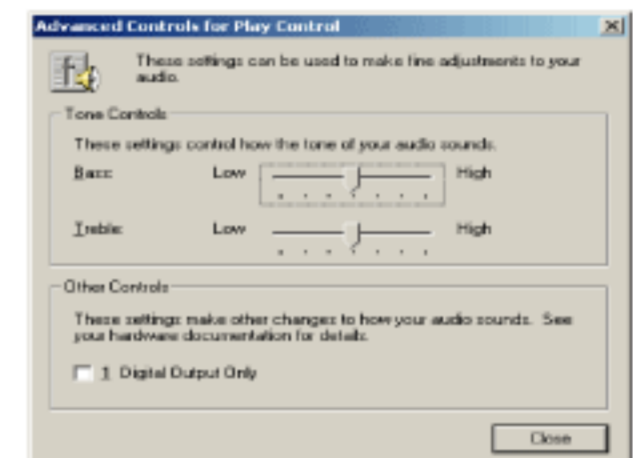 Advanced Controls for Play Control
These settings can be used to make fine adjustments to your
audio.
Tone Controls
These settings control how the tone of your audio sounds.
Bass: Low High
Treble: Low High
Other Controls
These settings make other changes to how your audio sounds. See
your hardware documentation for details.
1 Digital Output Only
Close